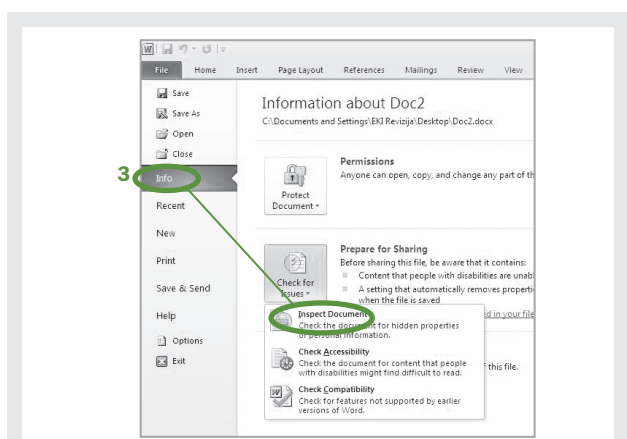 W
File Home Insert Page Layout References Mailings Review View
Save
Save As
Open
Close
3
Info
Recent
New
Print
Save & Send
Help
Options
Exit
Information about Doc2
C:\Documents and Settings\EKI Revizija\Desktop\Doc2.docx
Protect
Document
Permissions
Anyone can open, copy, and change any part of th
Check for
Issues
Prepare for Sharing
Before sharing this file, be aware that it contains:
Content that people with disabilities are unabl
A setting that automatically removes properti
when the file is saved
d in your file
Inspect Document
Check the document for hidden properties
or personal information.
Check Accessibility
Check the document for content that people
with disabilities might find difficult to read.
f this file.
Check Compatibility
Check for features not supported by earlier
versions of Word.